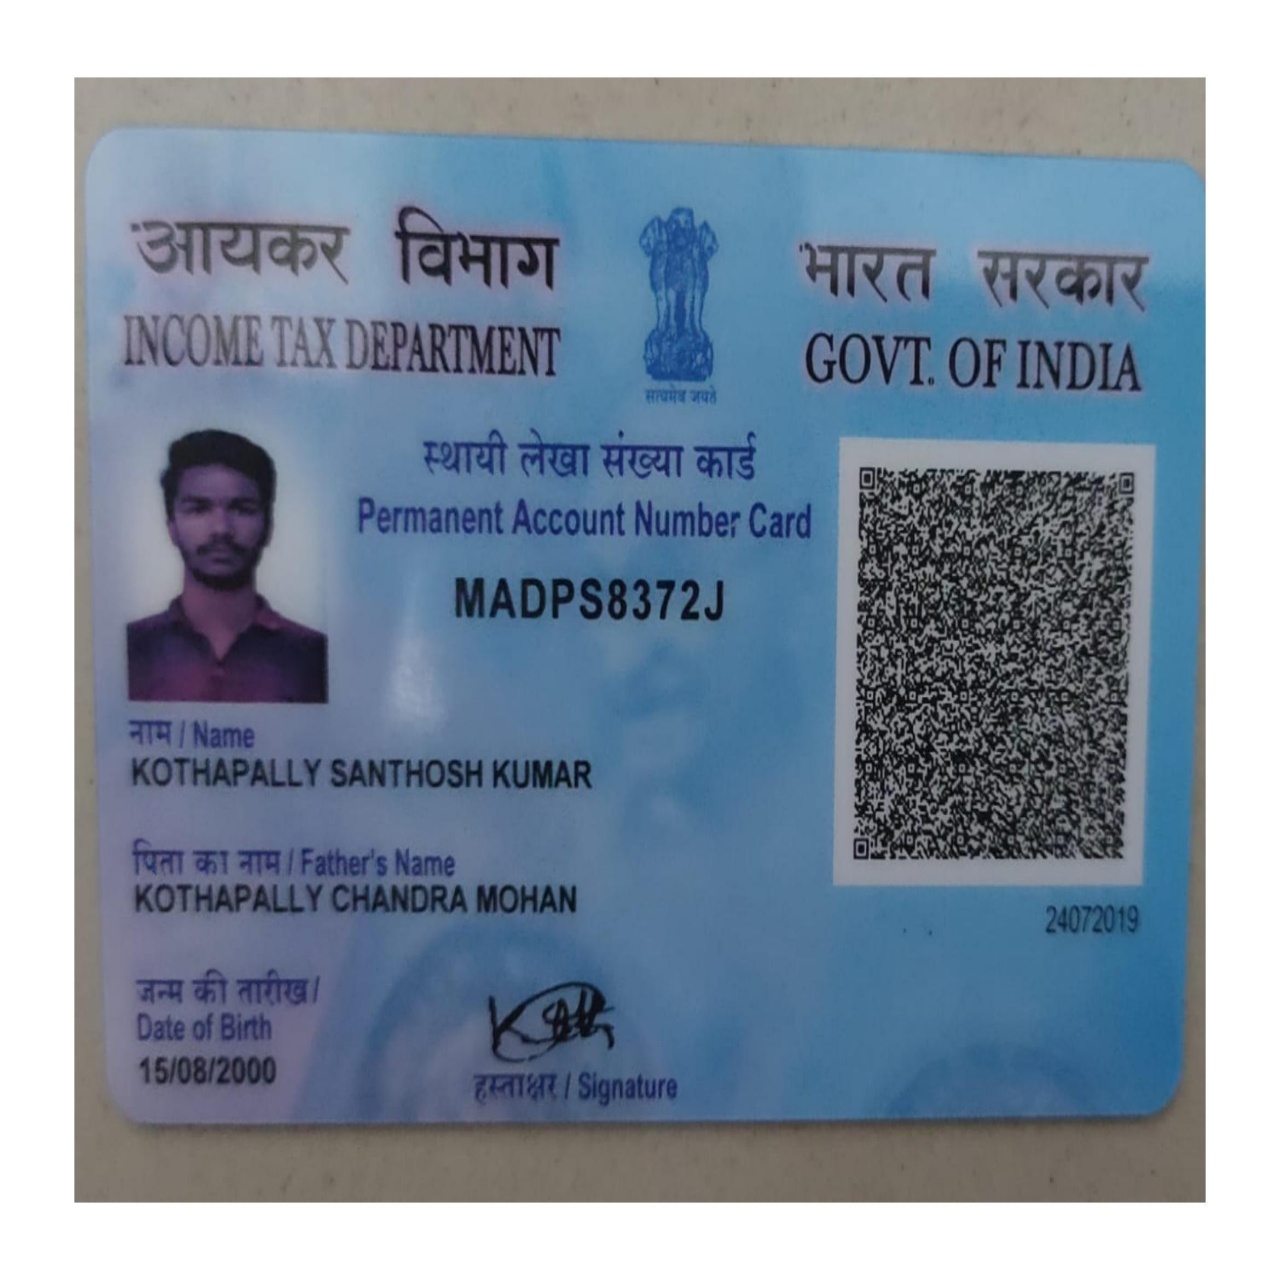 आयकर विभाग
INCOME TAX DEPARTMENT
सत्यमेव जयते
भारत सरकार
GOVT. OF INDIA
स्थायी लेखा संख्या कार्ड
Permanent Account Number Card
MADPS8372J
नाम / Name
KOTHAPALLY SANTHOSH KUMAR
पिता का नाम / Father's Name
KOTHAPALLY CHANDRA MOHAN
24072019
जन्म की तारीख /
Date of Birth
15/08/2000
हस्ताक्षर / Signature